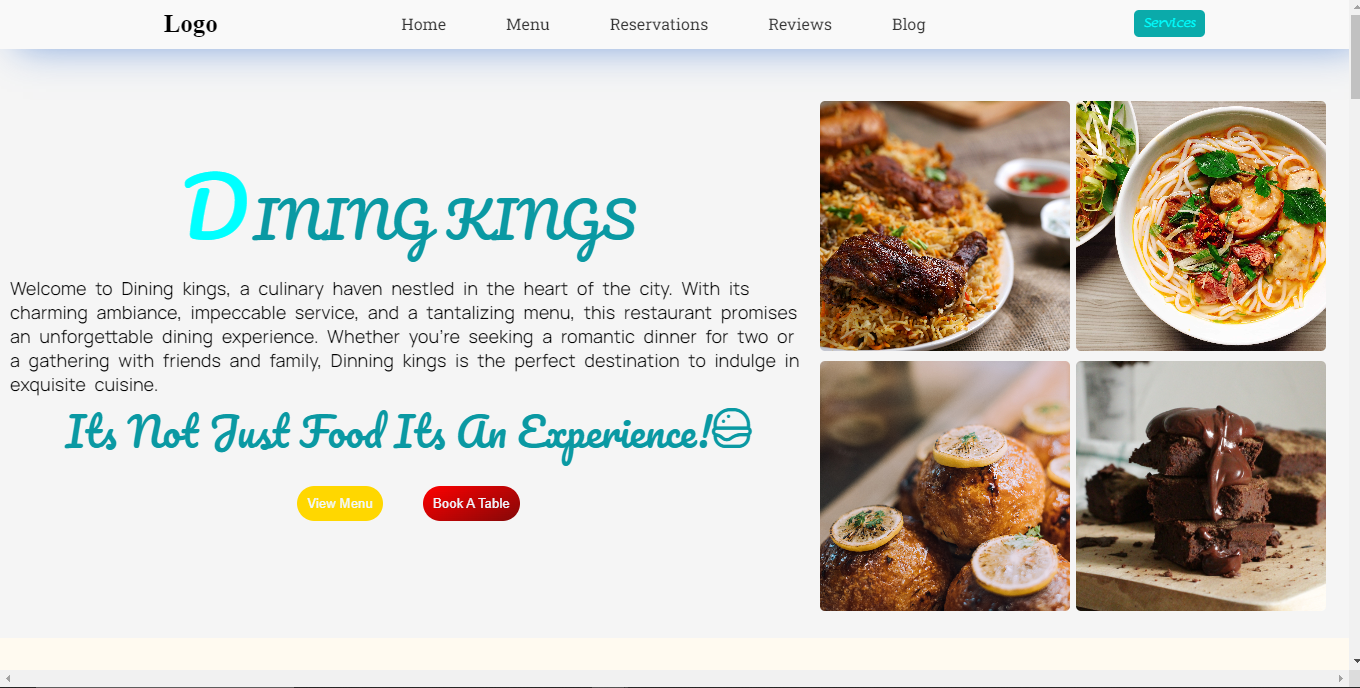 Logo
Home
Menu
Reservations
Reviews
Blog
Services
DINING KINGS
Welcome to Dining kings, a culinary haven nestled in the heart of the city. With its
charming ambiance, impeccable service, and a tantalizing menu, this restaurant promises
an unforgettable dining experience. Whether you're seeking a romantic dinner for two or
a gathering with friends and family, Dinning kings is the perfect destination to indulge in
exquisite cuisine.
Its Not Just Food Its An Experience!
View Menu
Book A Table